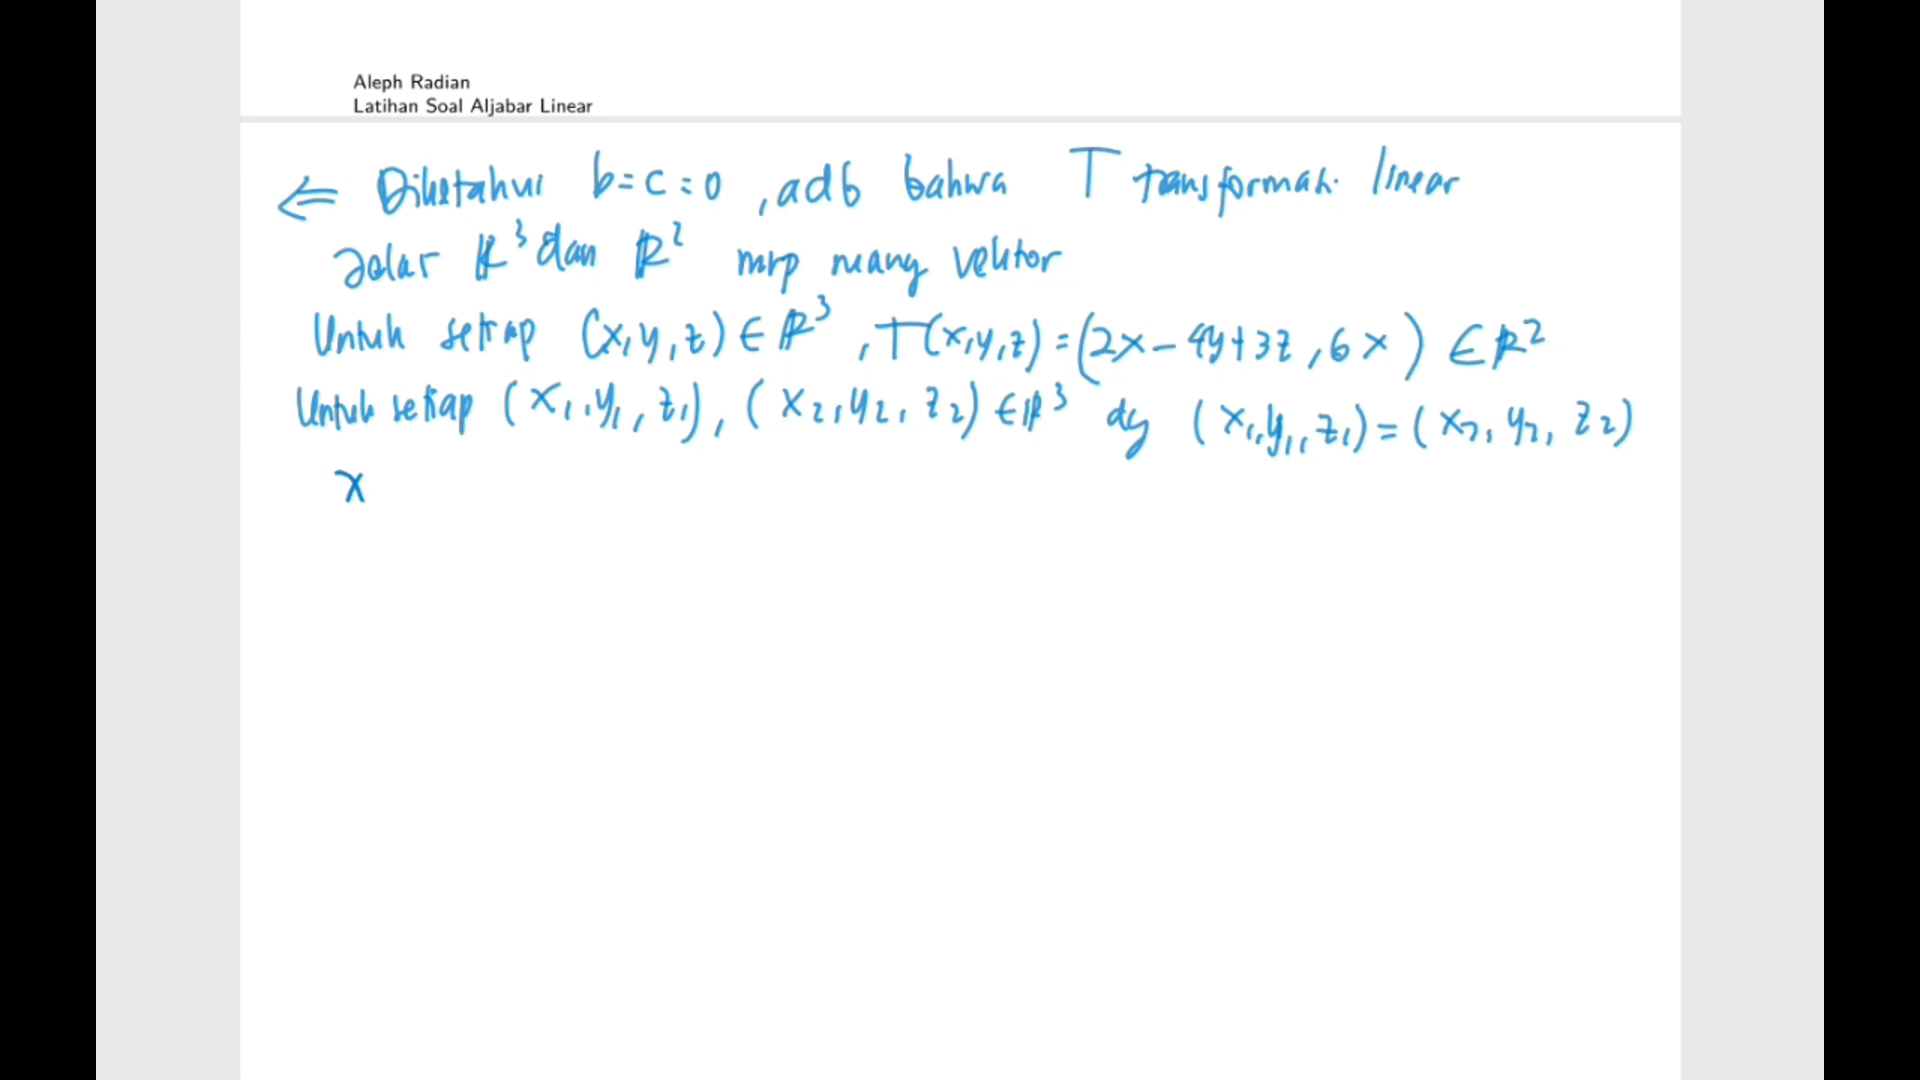 Aleph Radian
Latihan Soal Aljabar Linear
⇐ Diketahui b=c=0, adb bahwa T transformasi linear
Jelas ℝ³ dan ℝ² mrp ruang vektor
Untuk setiap (x,y,z) ∈ ℝ³, T(x,y,z) = (2x-4y+3z, 6x) ∈ ℝ²
Untuk setiap (x₁,y₁,z₁), (x₂,y₂,z₂) ∈ ℝ³ dg (x₁,y₁,z₁) = (x₂,y₂,z₂)
x